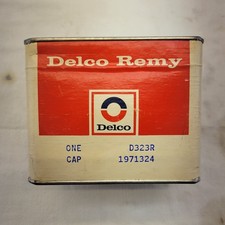 Delco Remy
Delco
ONE D323R
CAP 1971324